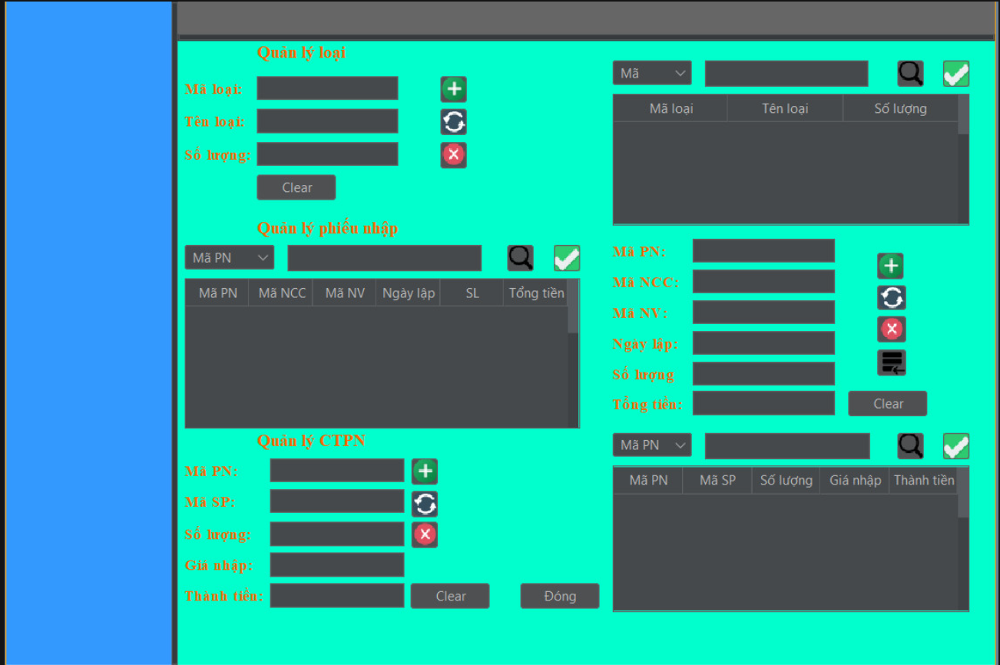 Quản lý loại
Mã loại:
Tên loại:
Số lượng:
Clear
Mã
Mã loại Tên loại Số lượng
Quản lý phiếu nhập
Mã PN
Mã PN Mã NCC Mã NV Ngày lập SL Tổng tiền
Mã PN:
Mã NCC:
Mã NV:
Ngày lập:
Số lượng
Tổng tiền:
Clear
Quản lý CTPN
Mã PN:
Mã SP:
Số lượng:
Giá nhập:
Thành tiền:
Clear
Đóng
Mã PN
Mã PN Mã SP Số lượng Giá nhập Thành tiền